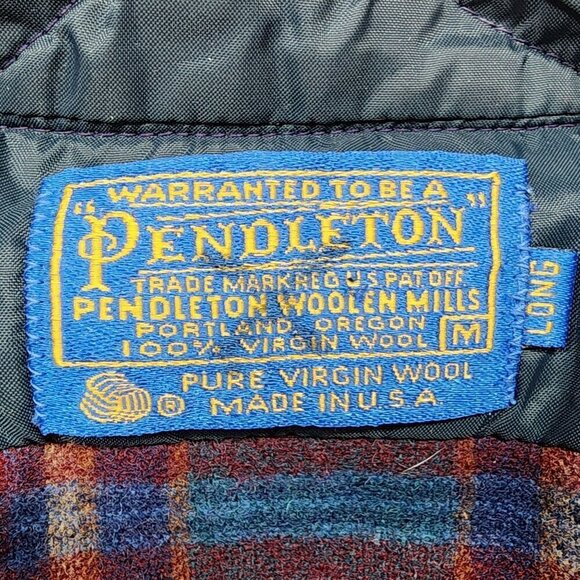 WARRANTED TO BE A
"PENDLETON"
TRADE MARK REG U.S. PAT OFF.
PENDLETON WOOLEN MILLS
PORTLAND, OREGON
100% VIRGIN WOOL M
® PURE VIRGIN WOOL
MADE IN U.S.A
LONG